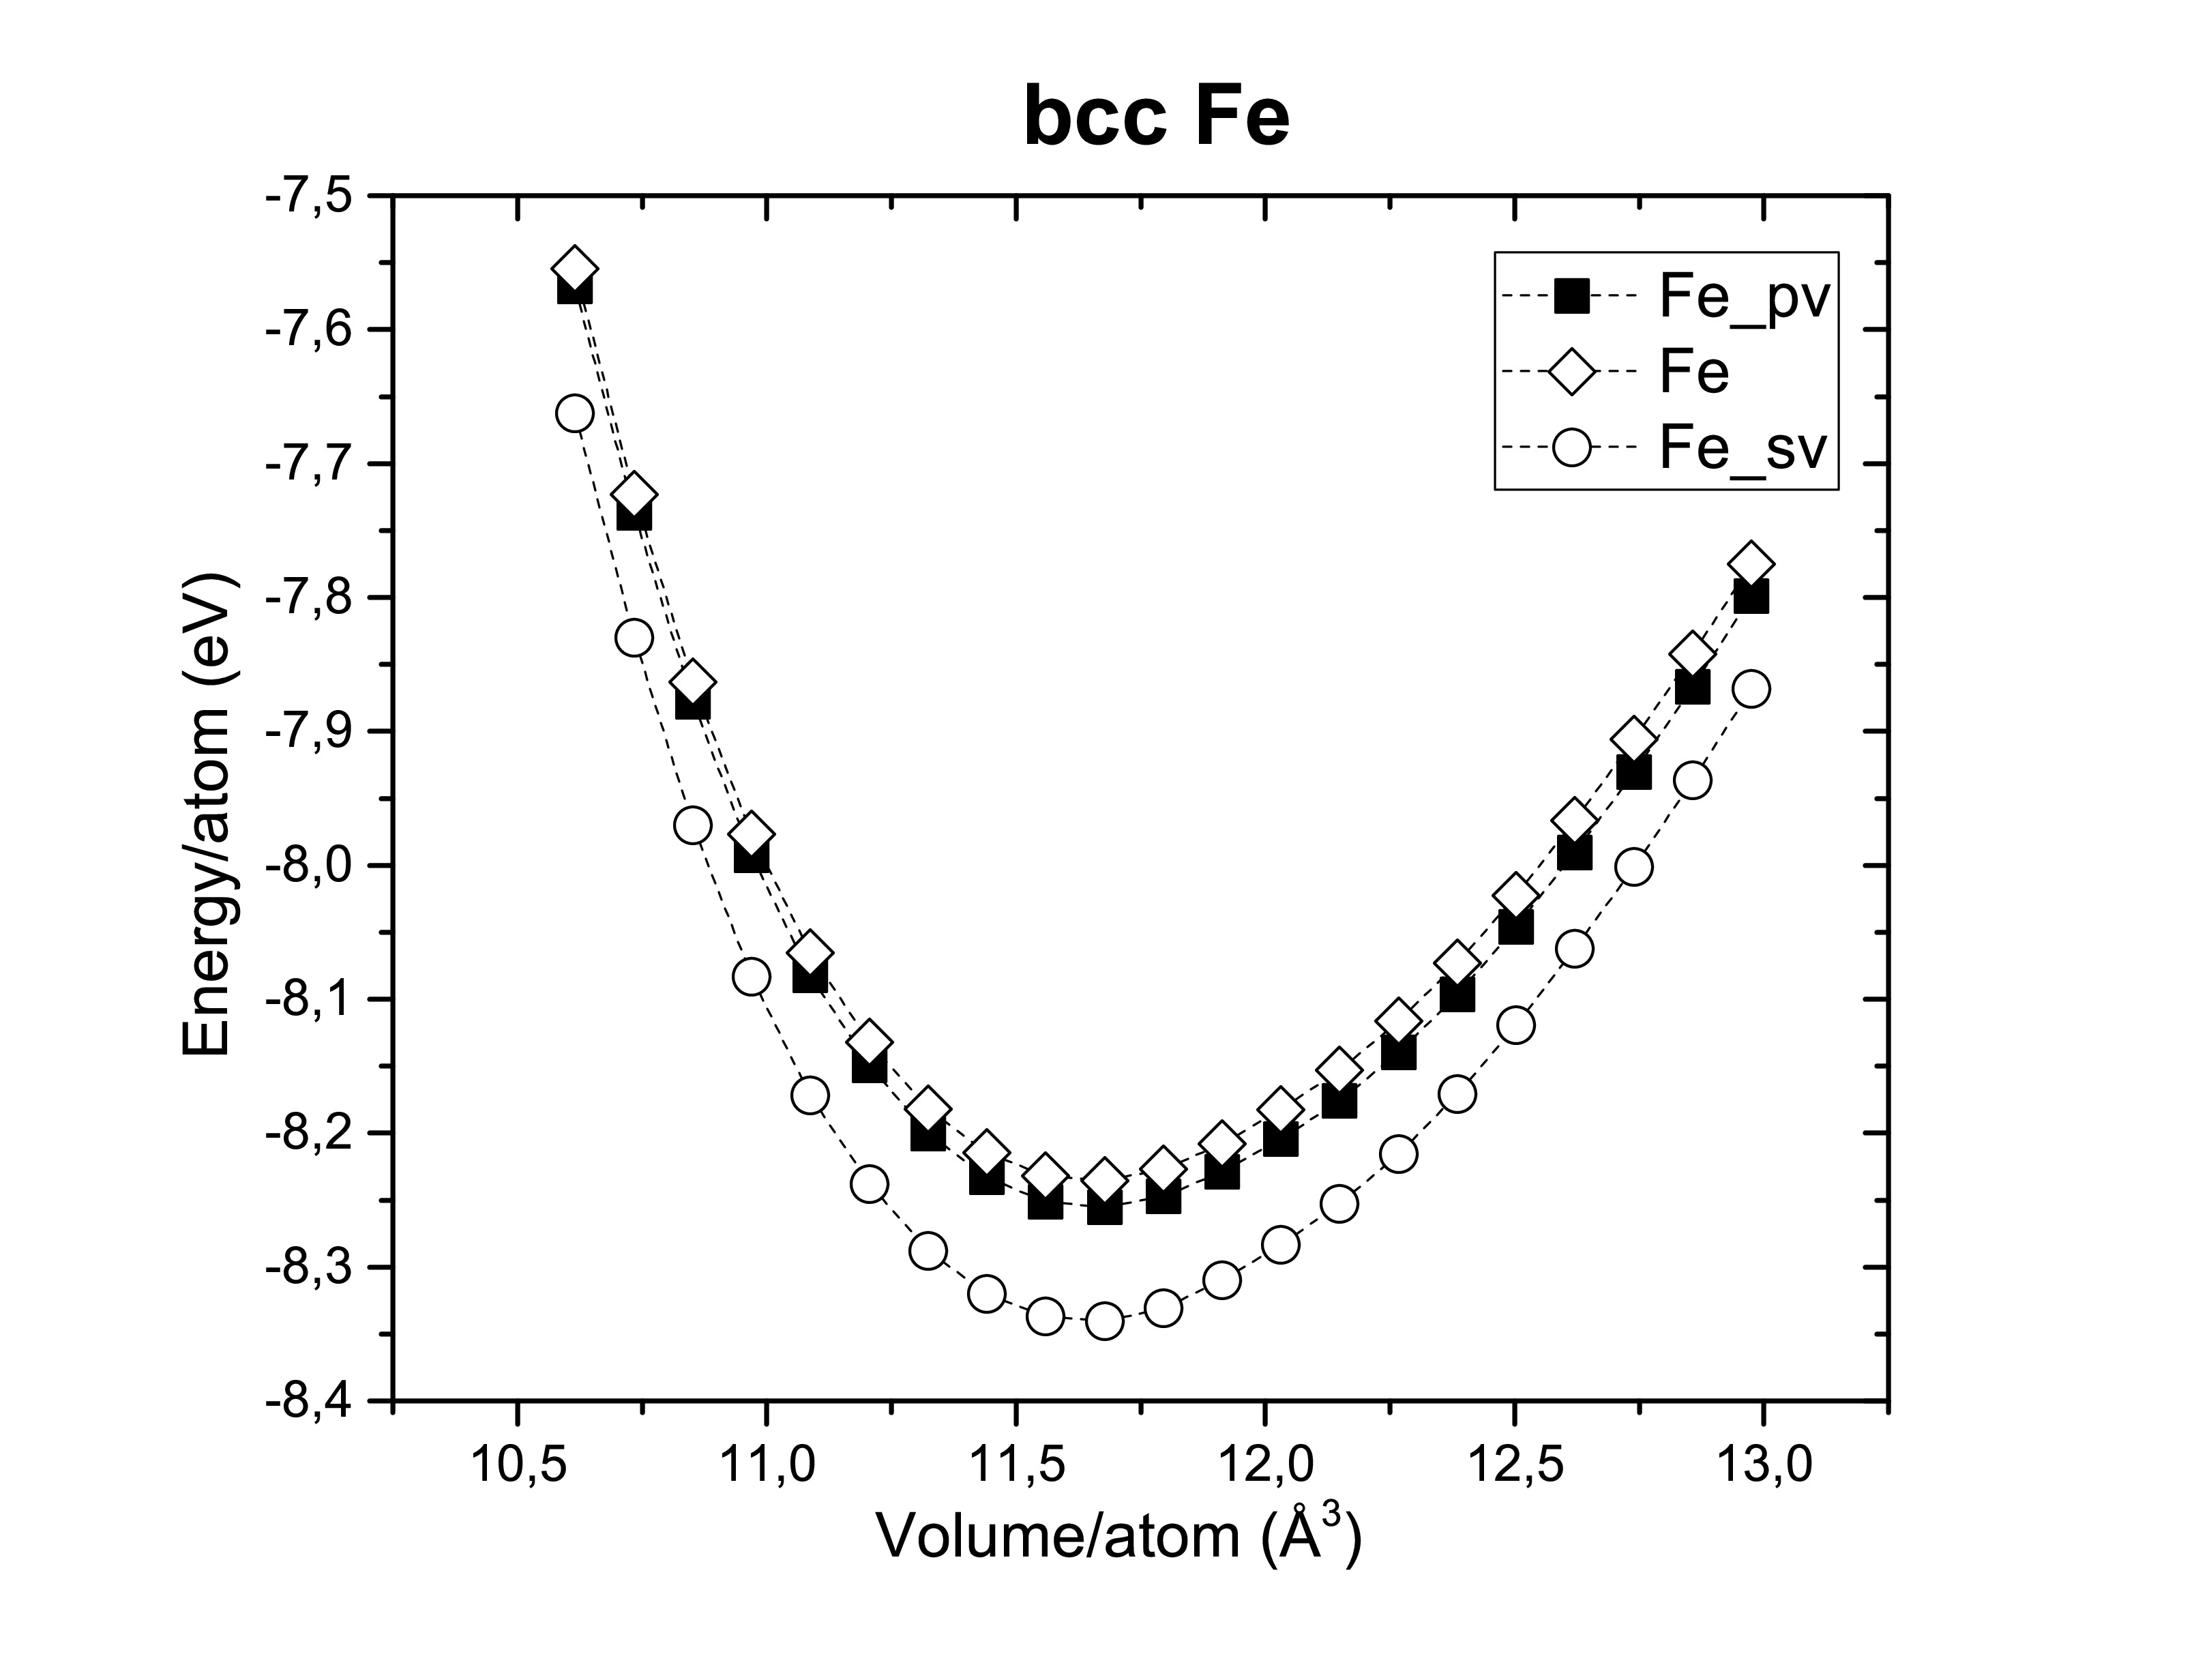 bcc Fe
-7,5
-7,6
-7,7
-7,8
-7,9
-8,0
-8,1
-8,2
-8,3
-8,4
Energy/atom (eV)
Fe_pv
Fe
Fe_sv
10,5 11,0 11,5 12,0 12,5 13,0
Volume/atom (Å³)